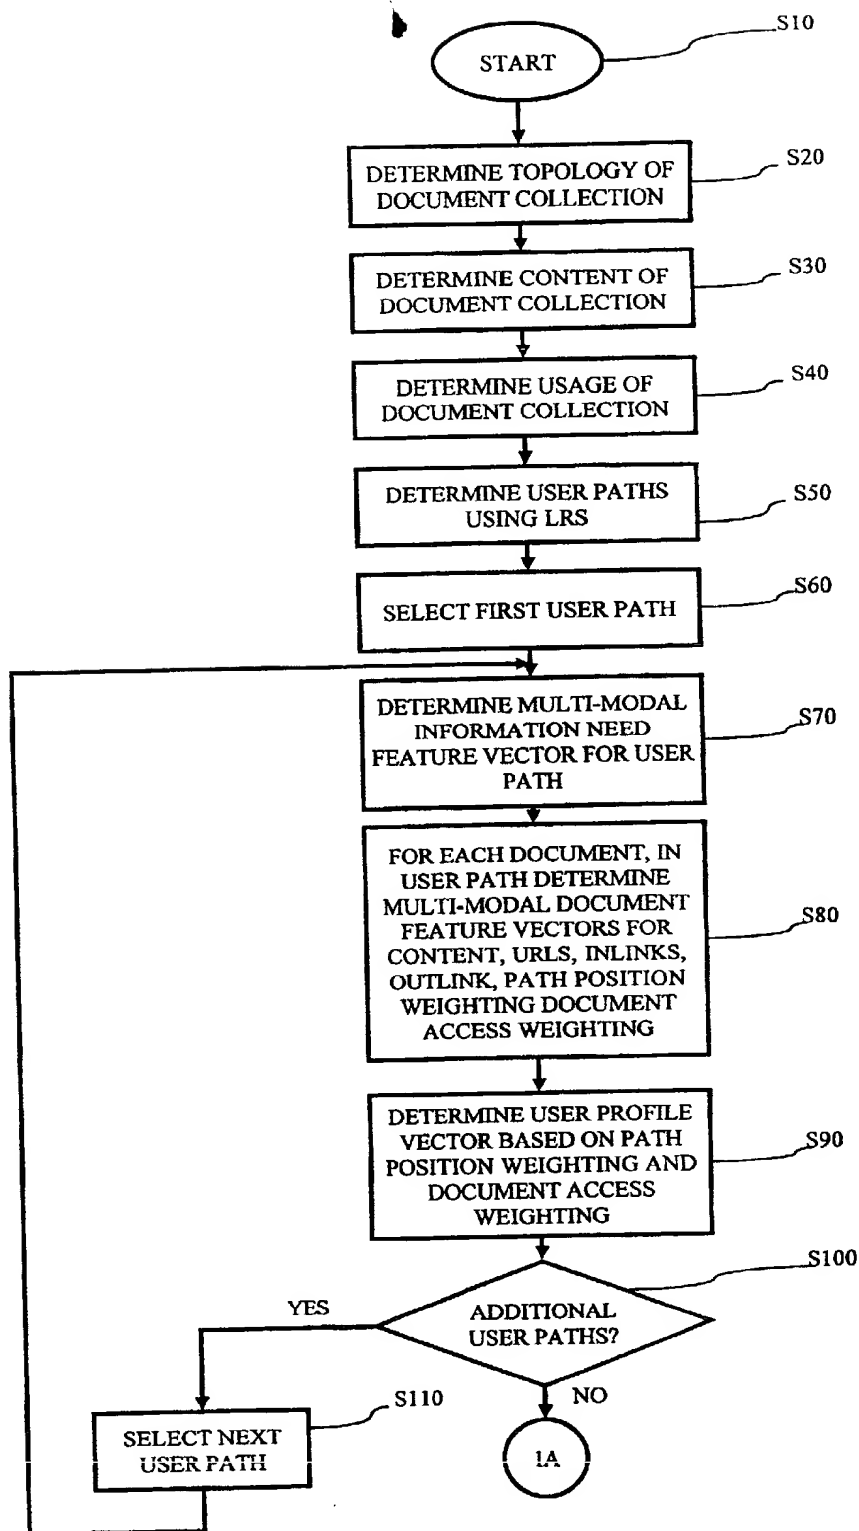 S10
START
S20
DETERMINE TOPOLOGY OF
DOCUMENT COLLECTION
S30
DETERMINE CONTENT OF
DOCUMENT COLLECTION
S40
DETERMINE USAGE OF
DOCUMENT COLLECTION
S50
DETERMINE USER PATHS
USING LRS
S60
SELECT FIRST USER PATH
S70
DETERMINE MULTI-MODAL
INFORMATION NEED
FEATURE VECTOR FOR USER
PATH
S80
FOR EACH DOCUMENT, IN
USER PATH DETERMINE
MULTI-MODAL DOCUMENT
FEATURE VECTORS FOR
CONTENT, URLS, INLINKS,
OUTLINK, PATH POSITION
WEIGHTING DOCUMENT
ACCESS WEIGHTING
S90
DETERMINE USER PROFILE
VECTOR BASED ON PATH
POSITION WEIGHTING AND
DOCUMENT ACCESS
WEIGHTING
S100
YES
ADDITIONAL
USER PATHS?
NO
S110
SELECT NEXT
USER PATH
1A